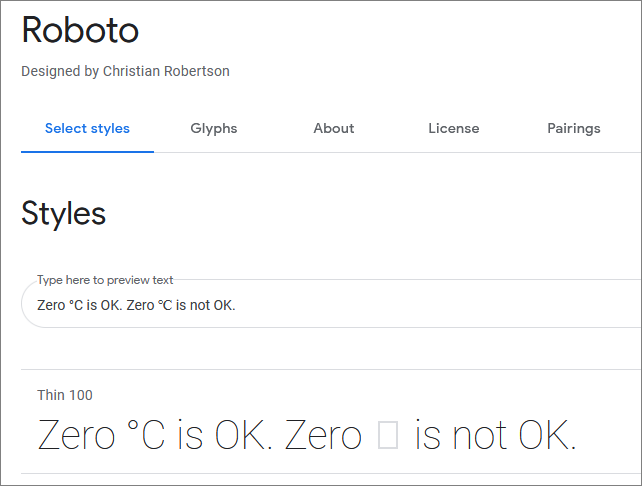 Roboto
Designed by Christian Robertson
Select styles Glyphs About License Pairings
Styles
Type here to preview text
Zero °C is OK. Zero ℃ is not OK.
Thin 100
Zero °C is OK. Zero □ is not OK.